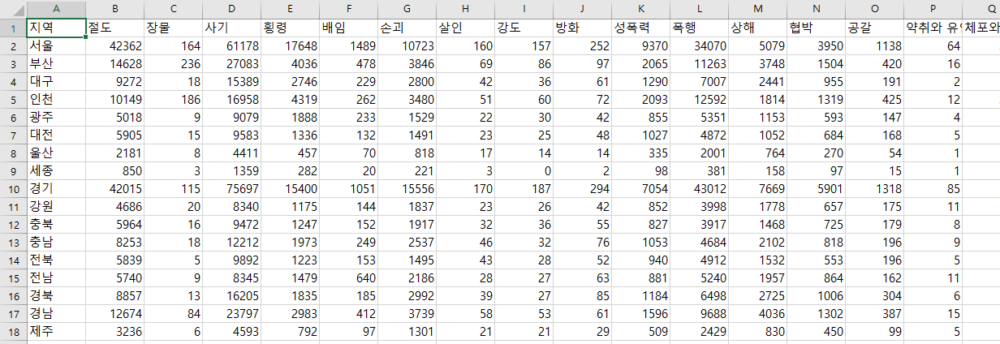 A B C D E F G H I J K L M N O P Q
1 지역 절도 장물 사기 횡령 배임 손괴 살인 강도 방화 성폭력 폭행 상해 협박 공갈 약취와 유 체포와
2 서울 42362 164 61178 17648 1489 10723 160 157 252 9370 34070 5079 3950 1138 64
3 부산 14628 236 27083 4036 478 3846 69 86 97 2065 11263 3748 1504 420 16
4 대구 9272 18 15389 2746 229 2800 42 36 61 1290 7007 2441 955 191 2
5 인천 10149 186 16958 4319 262 3480 51 60 72 2093 12592 1814 1319 425 12
6 광주 5018 9 9079 1888 233 1529 22 30 42 855 5351 1153 593 147 4
7 대전 5905 15 9583 1336 132 1491 23 25 48 1027 4872 1052 684 168 5
8 울산 2181 8 4411 457 70 818 17 14 14 335 2001 764 270 54 1
9 세종 850 3 1359 282 20 221 3 0 2 98 381 158 97 15 1
10 경기 42015 115 75697 15400 1051 15556 170 187 294 7054 43012 7669 5901 1318 85
11 강원 4686 20 8340 1175 144 1837 23 26 42 852 3998 1778 657 175 11
12 충북 5964 16 9472 1247 152 1917 32 36 55 827 3917 1468 725 179 8
13 충남 8253 18 12212 1973 249 2537 46 32 76 1053 4684 2102 818 196 9
14 전북 5839 5 9892 1223 153 1495 43 28 52 940 4912 1532 553 196 5
15 전남 5740 9 8345 1479 640 2186 28 27 63 881 5240 1957 864 162 11
16 경북 8857 13 16205 1835 185 2992 39 27 85 1184 6498 2725 1006 304 6
17 경남 12674 84 23797 2983 412 3739 58 53 61 1596 9688 4036 1302 387 15
18 제주 3236 6 4593 792 97 1301 21 21 29 509 2429 830 450 99 5